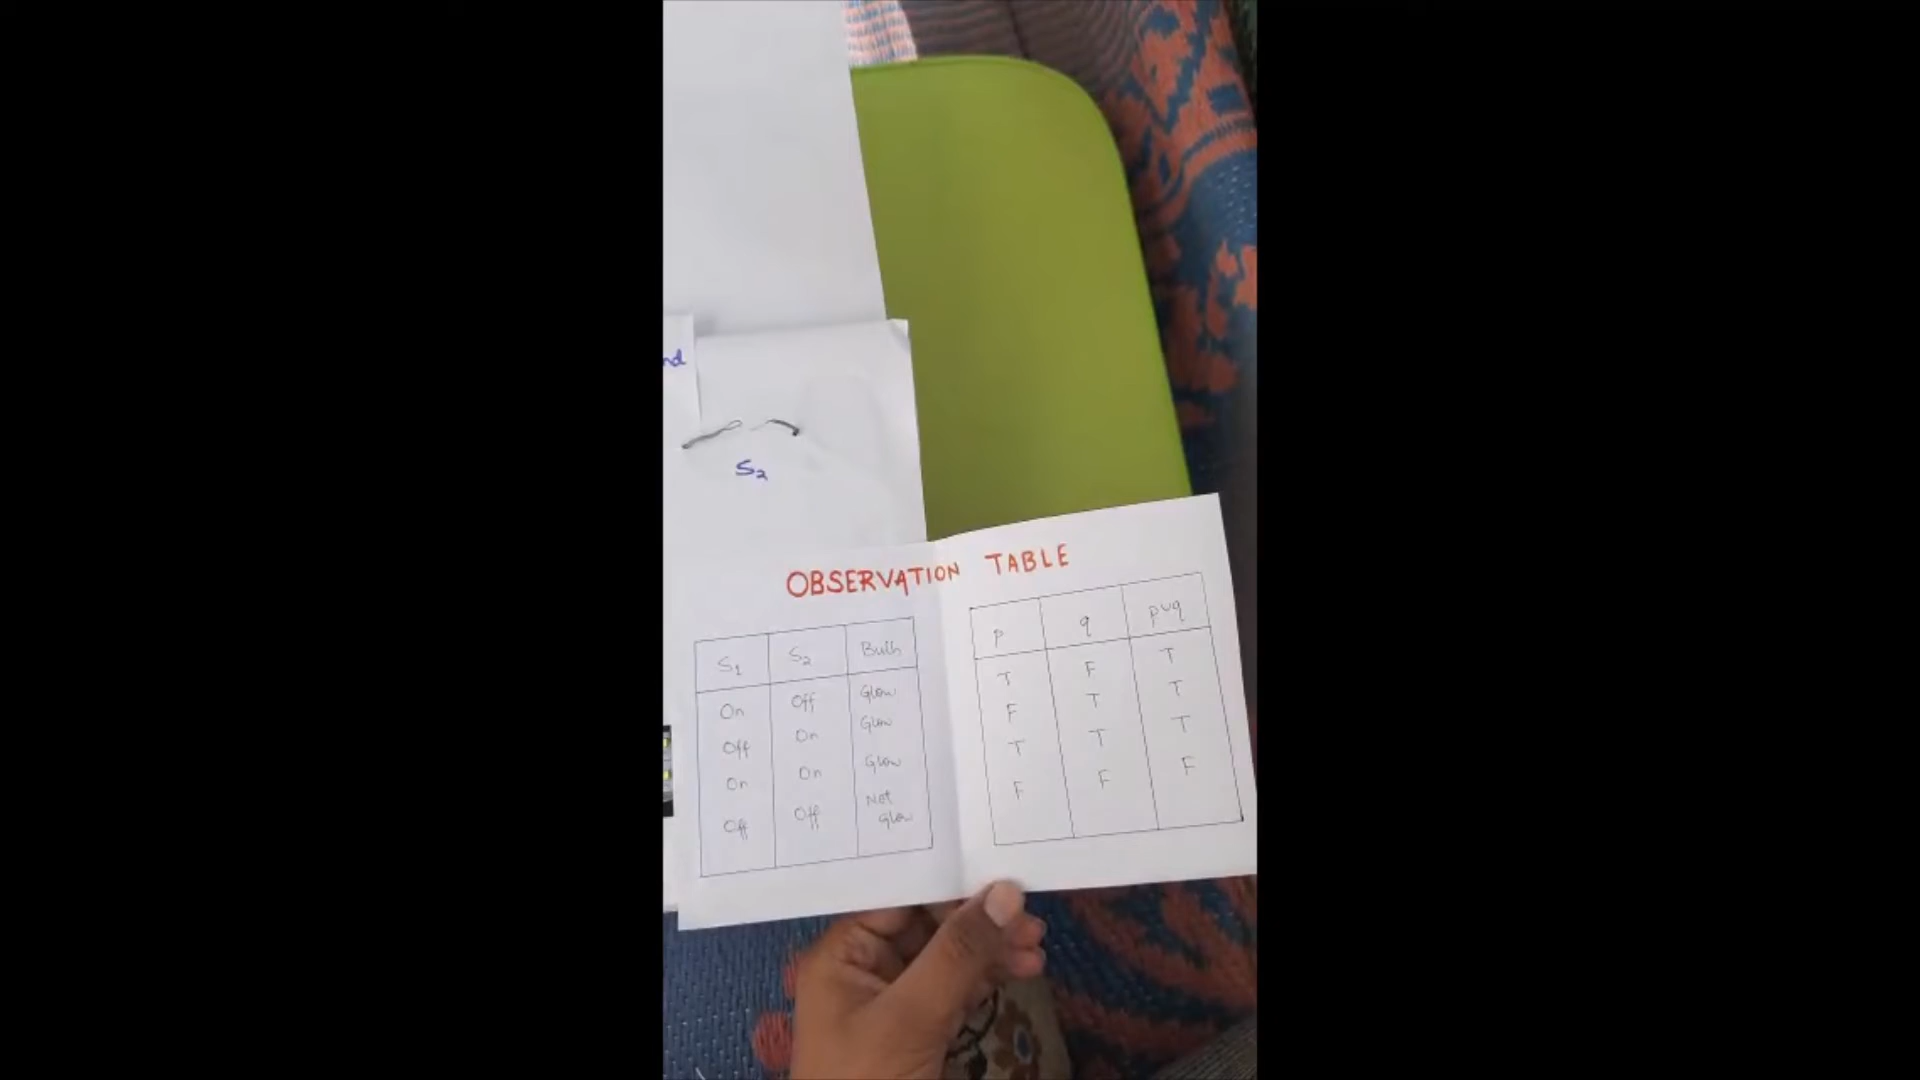 nd
S₂
OBSERVATION TABLE
S₁ S₂ Bulb
On Off Glow
Off On Glow
On On Glow
Off Off Not Glow
p q p∨q
T F T
F T T
T T T
F F F